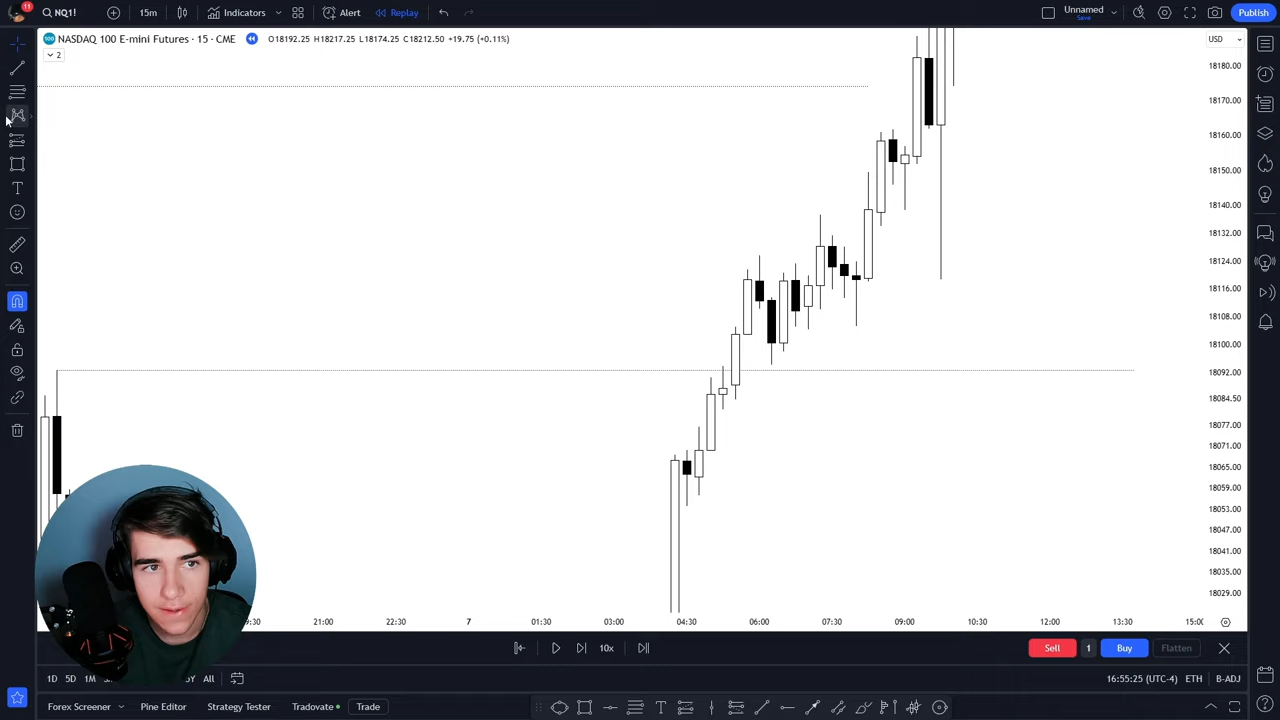 11
NQ1!
15m
Indicators
Alert
Replay
Unnamed
Save
Publish
100
NASDAQ 100 E-mini Futures · 15 · CME
O18192.25 H18217.25 L18174.25 C18212.50 +19.75 (+0.11%)
USD
2
18180.00
18170.00
18160.00
18150.00
18140.00
18132.00
18124.00
18116.00
18108.00
18100.00
18092.00
18084.50
18077.00
18071.00
18065.00
18059.00
18053.00
18047.00
18041.00
18035.00
18029.00
:30
21:00
22:30
7
01:30
03:00
04:30
06:00
07:30
09:00
10:30
12:00
13:30
15:0
10x
Sell
1
Buy
Flatten
1D
5D
1M
5Y
All
16:55:25 (UTC-4)
ETH
B-ADJ
Forex Screener
Pine Editor
Strategy Tester
Tradovate
Trade